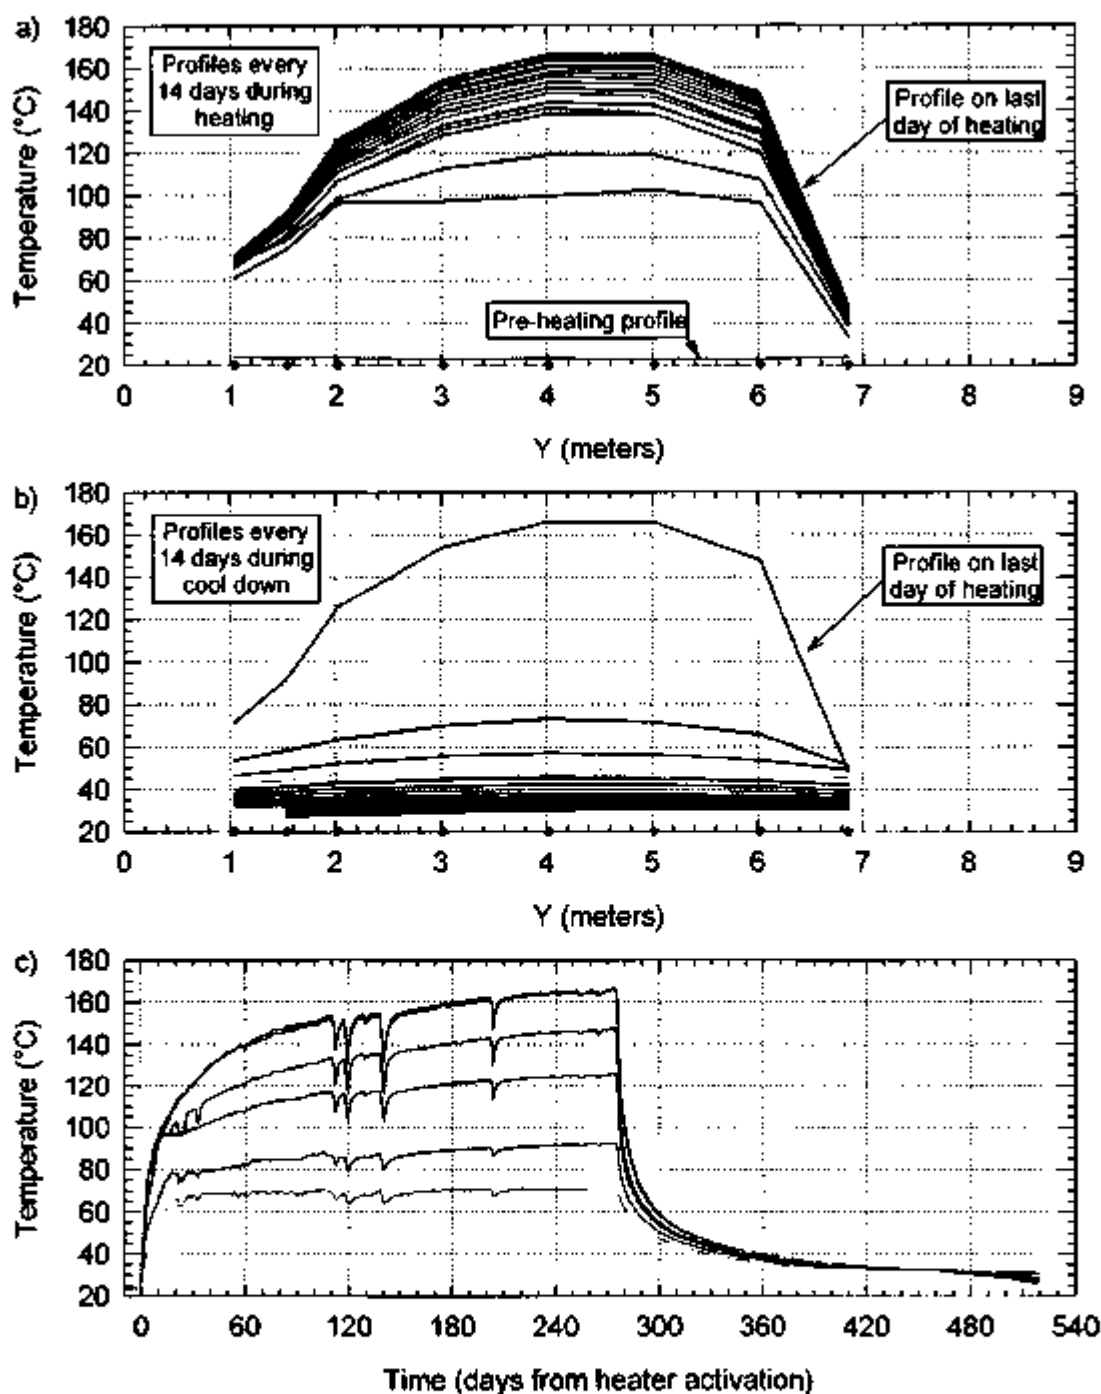 a)
180
160
140
120
100
80
60
40
20
Temperature (°C)
Profiles every
14 days during
heating
Profile on last
day of heating
Pre-heating profile
0 1 2 3 4 5 6 7 8 9
Y (meters)
b)
180
160
140
120
100
80
60
40
20
Temperature (°C)
Profiles every
14 days during
cool down
Profile on last
day of heating
0 1 2 3 4 5 6 7 8 9
Y (meters)
c)
180
160
140
120
100
80
60
40
20
Temperature (°C)
0 60 120 180 240 300 360 420 480 540
Time (days from heater activation)